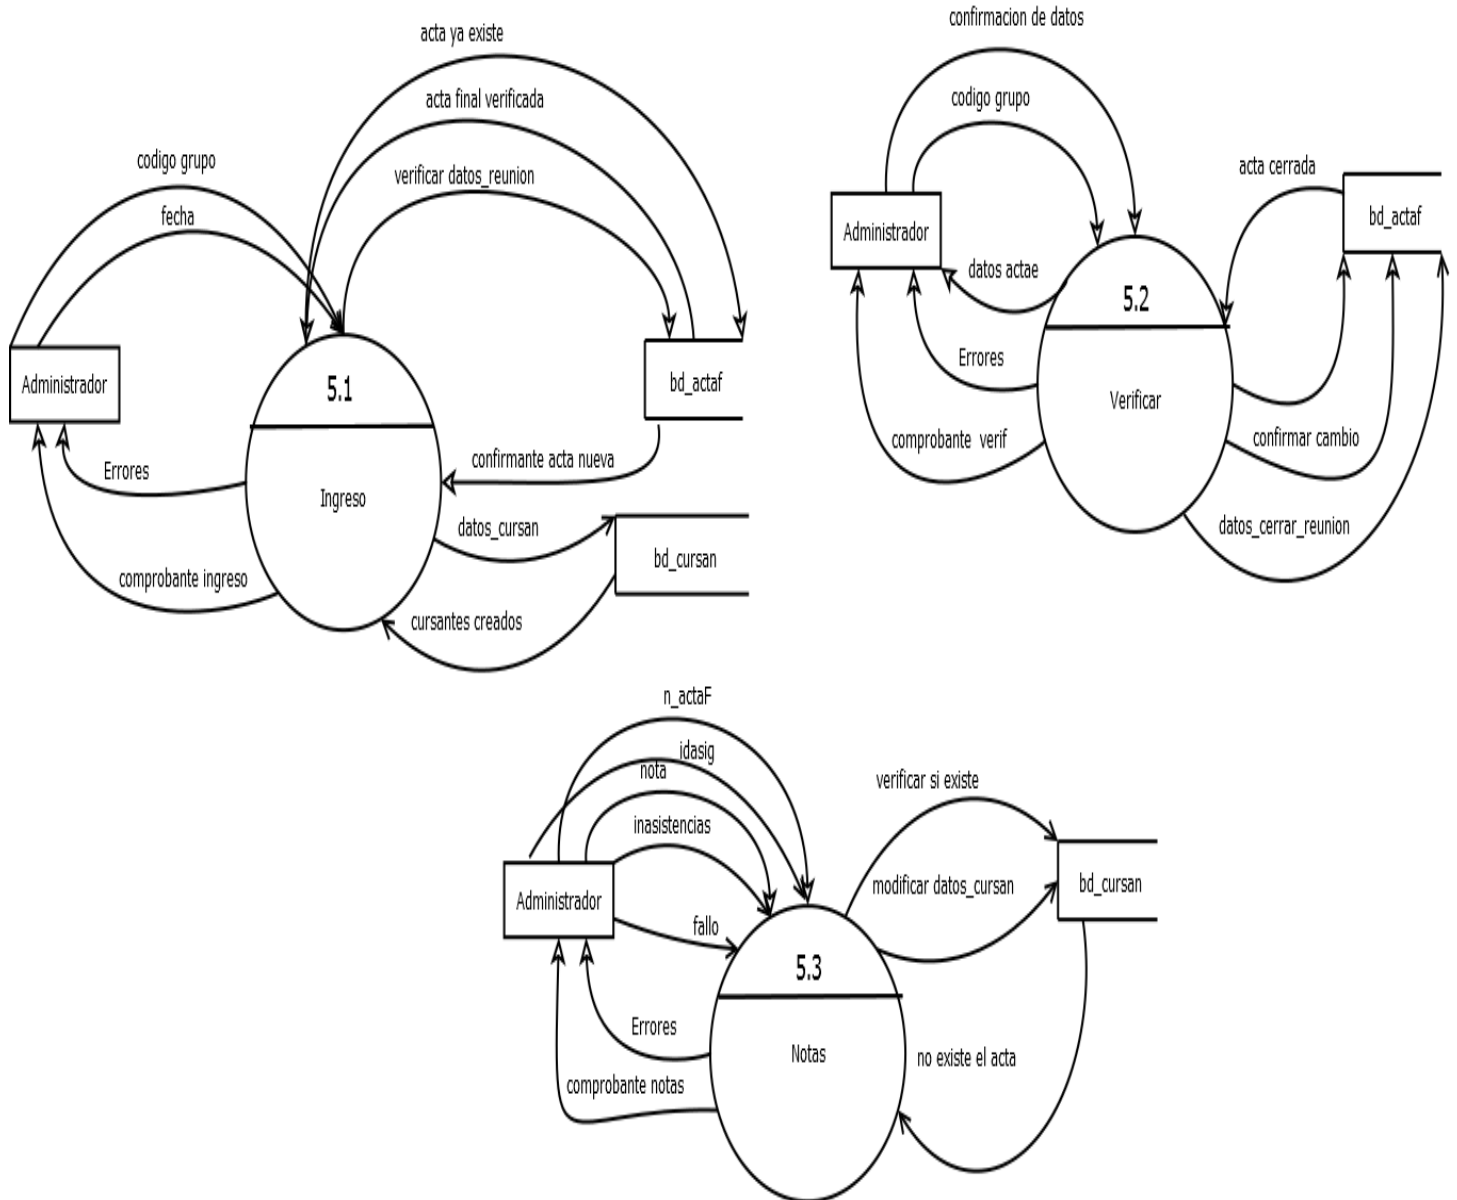 acta ya existe
acta final verificada
verificar datos_reunion
codigo grupo
fecha
Administrador
5.1
Ingreso
bd_actaf
Errores
comprobante ingreso
confirmante acta nueva
datos_cursan
bd_cursan
cursantes creados
confirmacion de datos
codigo grupo
Administrador
datos actae
Errores
comprobante verif
5.2
Verificar
acta cerrada
bd_actaf
confirmar cambio
datos_cerrar_reunion
n_actaF
idasig
nota
inasistencias
Administrador
fallo
5.3
Notas
Errores
comprobante notas
verificar si existe
modificar datos_cursan
bd_cursan
no existe el acta